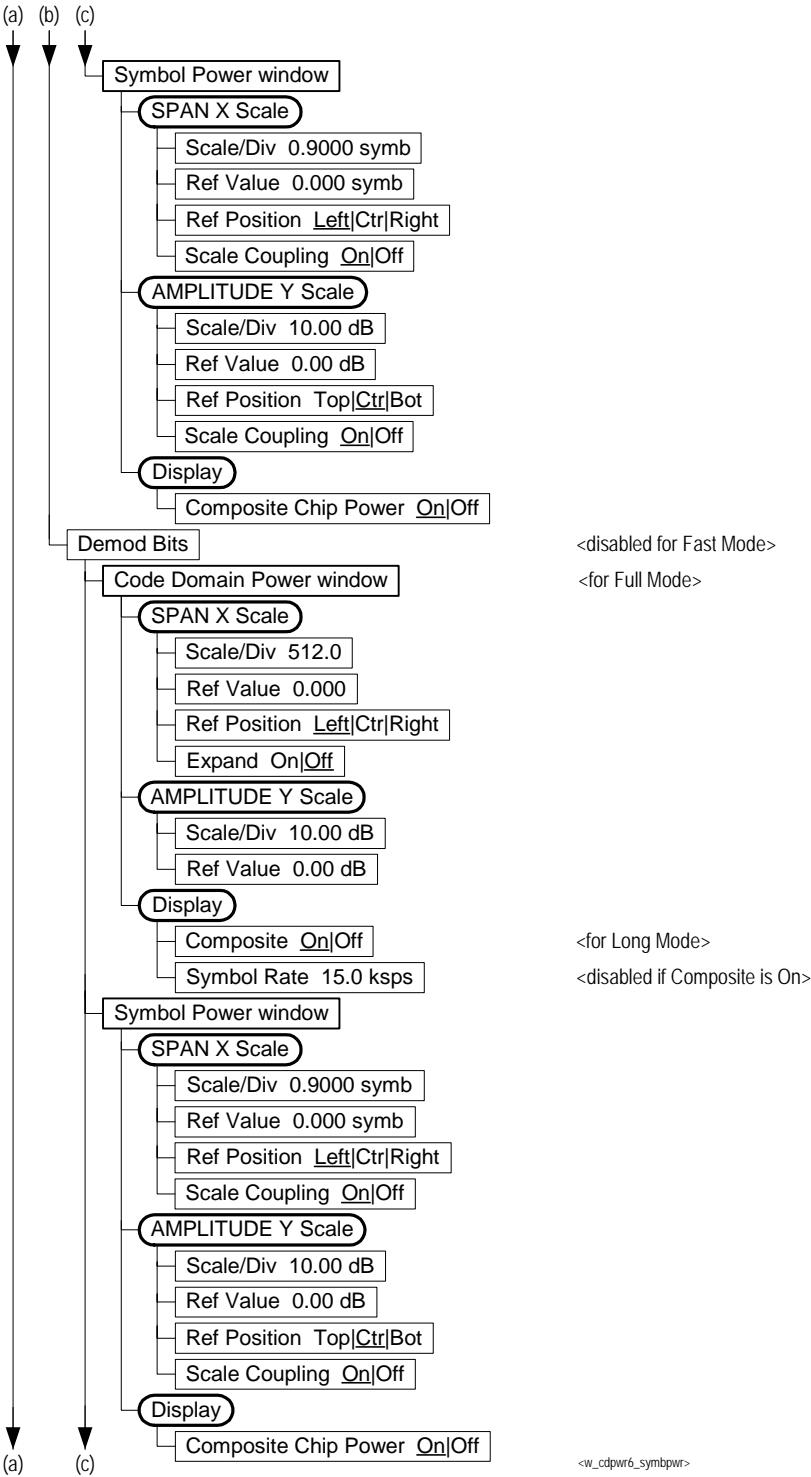 (a) (b) (c)
Symbol Power window
SPAN X Scale
Scale/Div 0.9000 symb
Ref Value 0.000 symb
Ref Position Left|Ctr|Right
Scale Coupling On|Off
AMPLITUDE Y Scale
Scale/Div 10.00 dB
Ref Value 0.00 dB
Ref Position Top|Ctr|Bot
Scale Coupling On|Off
Display
Composite Chip Power On|Off
Demod Bits <disabled for Fast Mode>
Code Domain Power window <for Full Mode>
SPAN X Scale
Scale/Div 512.0
Ref Value 0.000
Ref Position Left|Ctr|Right
Expand On|Off
AMPLITUDE Y Scale
Scale/Div 10.00 dB
Ref Value 0.00 dB
Display
Composite On|Off <for Long Mode>
Symbol Rate 15.0 ksps <disabled if Composite is On>
Symbol Power window
SPAN X Scale
Scale/Div 0.9000 symb
Ref Value 0.000 symb
Ref Position Left|Ctr|Right
Scale Coupling On|Off
AMPLITUDE Y Scale
Scale/Div 10.00 dB
Ref Value 0.00 dB
Ref Position Top|Ctr|Bot
Scale Coupling On|Off
Display
Composite Chip Power On|Off
(a) (c) <w_cdpwr6_symbpwr>